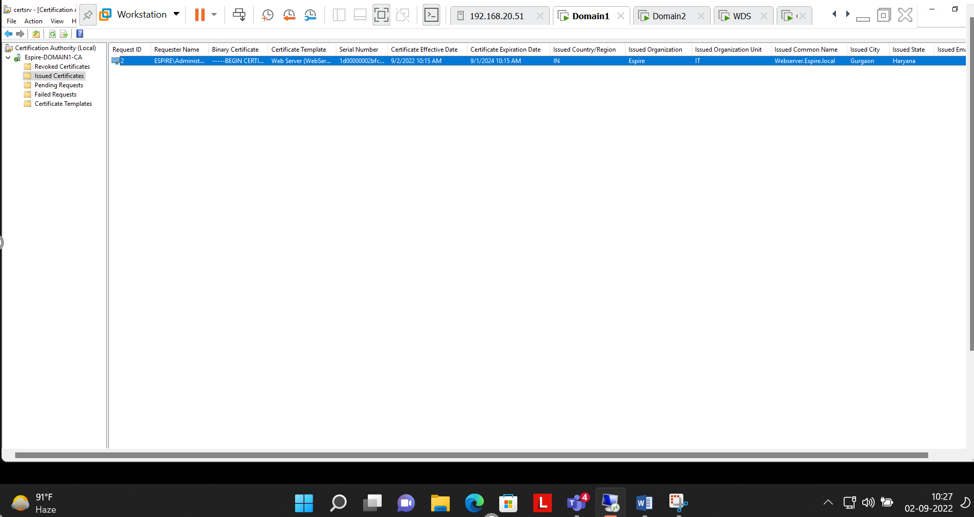 certsrv - [Certification A
Workstation
192.168.20.51
Domain1
Domain2
WDS
File Action View H
Certification Authority (Local)
Espire-DOMAIN1-CA
Revoked Certificates
Issued Certificates
Pending Requests
Failed Requests
Certificate Templates
Request ID Requester Name Binary Certificate Certificate Template Serial Number Certificate Effective Date Certificate Expiration Date Issued Country/Region Issued Organization Issued Organization Unit Issued Common Name Issued City Issued State Issued Ema
2 ESPIRE\Administ... -----BEGIN CERTI... Web Server (WebSer... 1d00000002bfc... 9/2/2022 10:15 AM 9/1/2024 10:15 AM IN Espire IT Webserver.Espire.local Gurgaon Haryana
91°F
Haze
L
4
10:27
02-09-2022